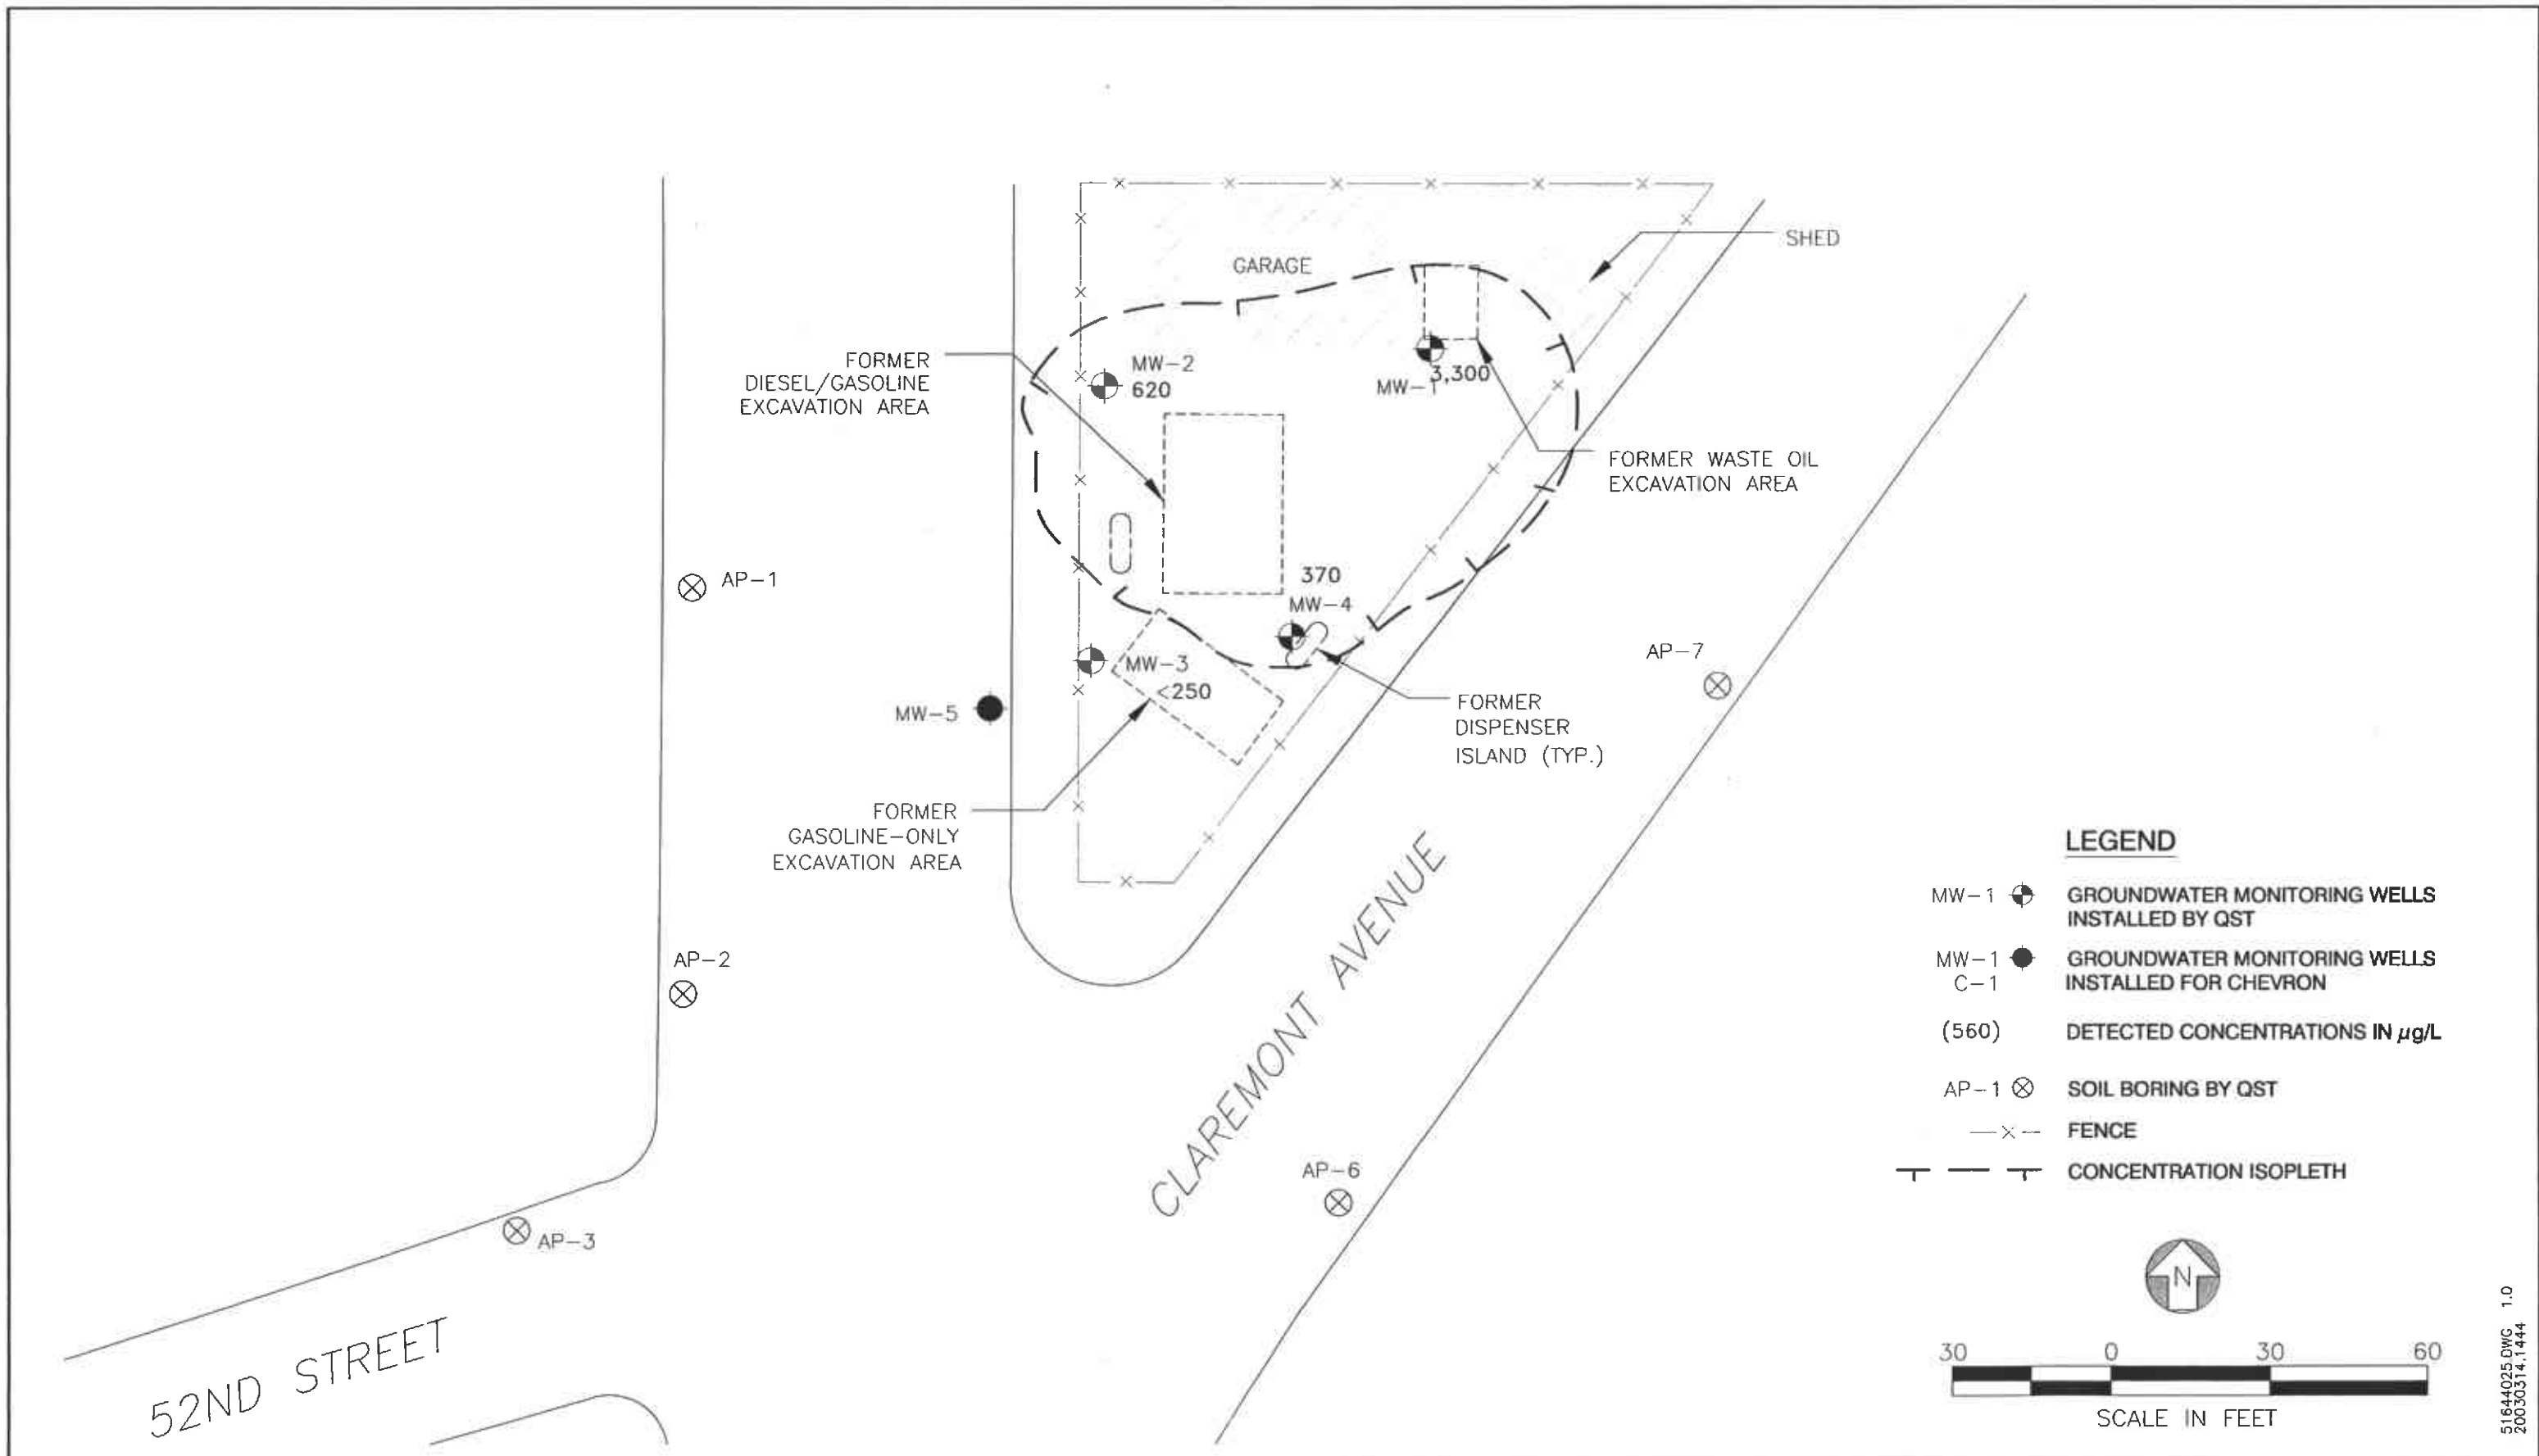 GARAGE
SHED
FORMER
DIESEL/GASOLINE
EXCAVATION AREA
MW-2
620
MW-1
3,300
FORMER WASTE OIL
EXCAVATION AREA
AP-1
370
MW-4
MW-3
<250
MW-5
AP-7
FORMER
DISPENSER
ISLAND (TYP.)
FORMER
GASOLINE-ONLY
EXCAVATION AREA
AP-2
CLAREMONT AVENUE
AP-6
AP-3
52ND STREET
LEGEND
MW-1 GROUNDWATER MONITORING WELLS
INSTALLED BY QST
MW-1 GROUNDWATER MONITORING WELLS
C-1 INSTALLED FOR CHEVRON
(560) DETECTED CONCENTRATIONS IN µg/L
AP-1 SOIL BORING BY QST
FENCE
CONCENTRATION ISOPLETH
N
30 0 30 60
SCALE IN FEET
51644025.DWG 1.0
20030314.1444